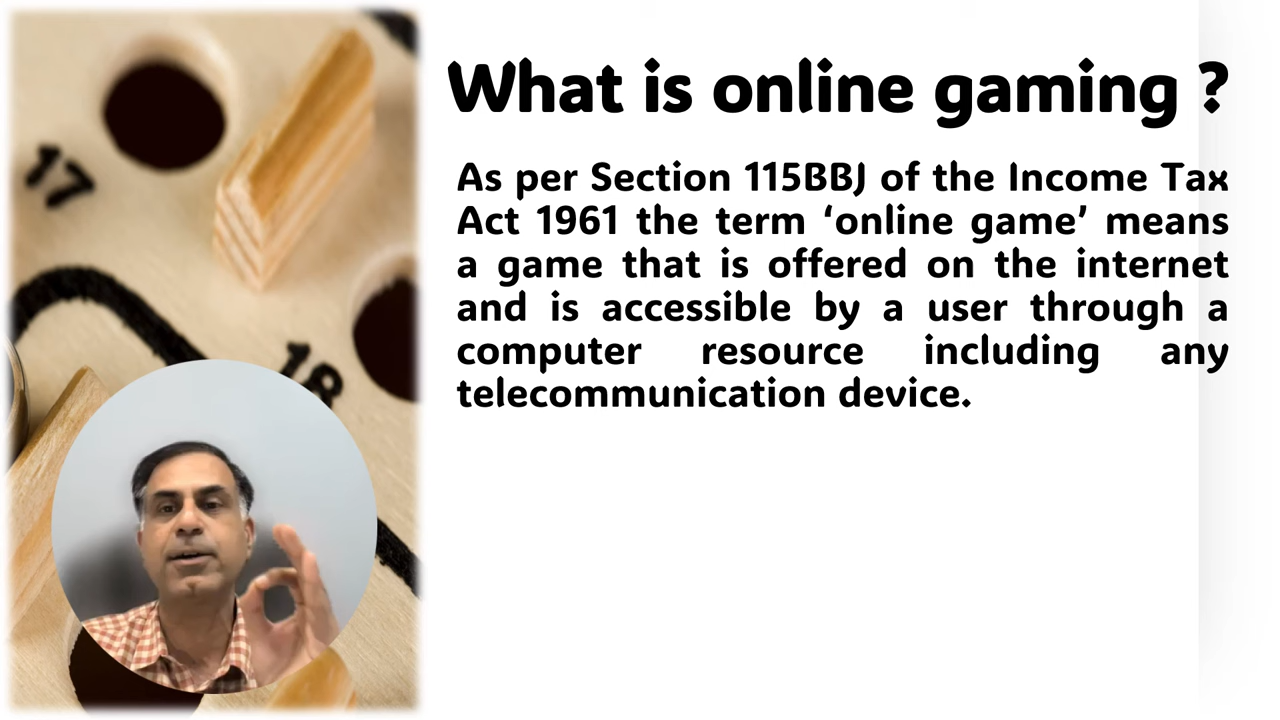 What is online gaming ?
As per Section 115BBJ of the Income Tax
Act 1961 the term ‘online game’ means
a game that is offered on the internet
and is accessible by a user through a
computer resource including any
telecommunication device.
17
18